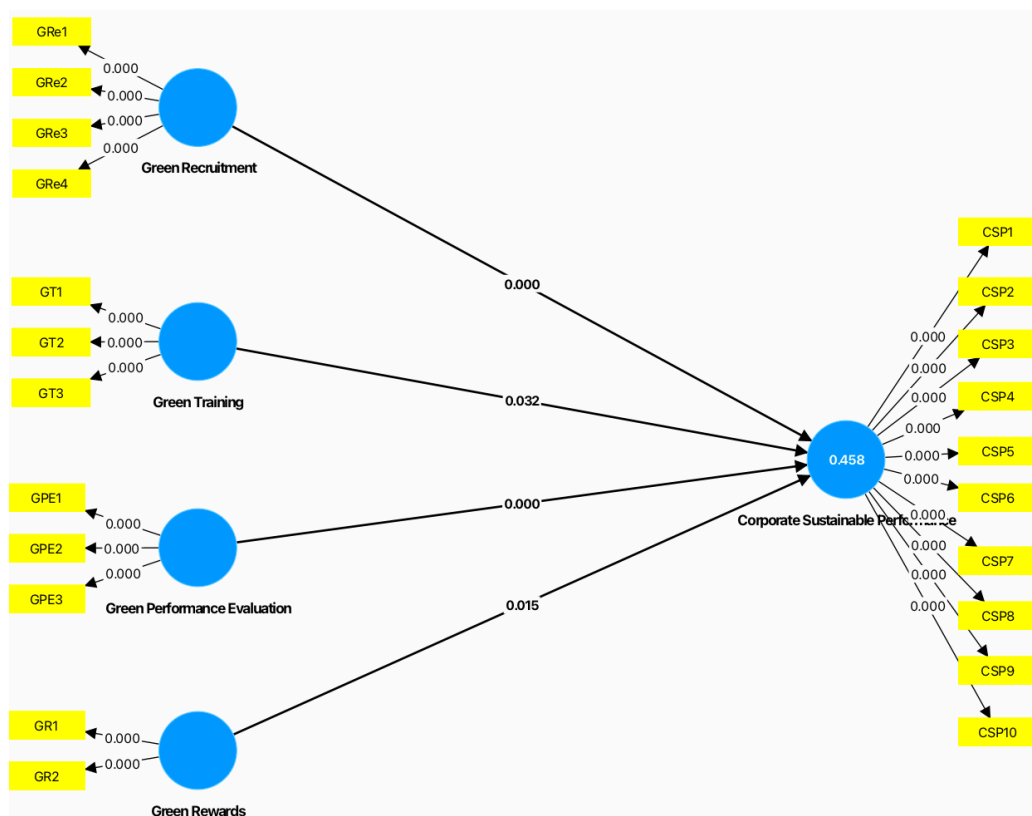 GRe1
0.000
GRe2
0.000
0.000
GRe3
0.000
GRe4
Green Recruitment
0.000
GT1
0.000
GT2
0.000
0.000
GT3
Green Training
0.032
GPE1
0.000
GPE2
0.000
0.000
GPE3
Green Performance Evaluation
0.000
GR1
0.000
0.000
GR2
Green Rewards
0.015
0.458
Corporate Sustainable
CSP1
0.000
CSP2
0.000
CSP3
0.000
CSP4
0.000
CSP5
0.000
CSP6
0.000
0.000
CSP7
0.000
CSP8
0.000
CSP9
0.000
CSP10